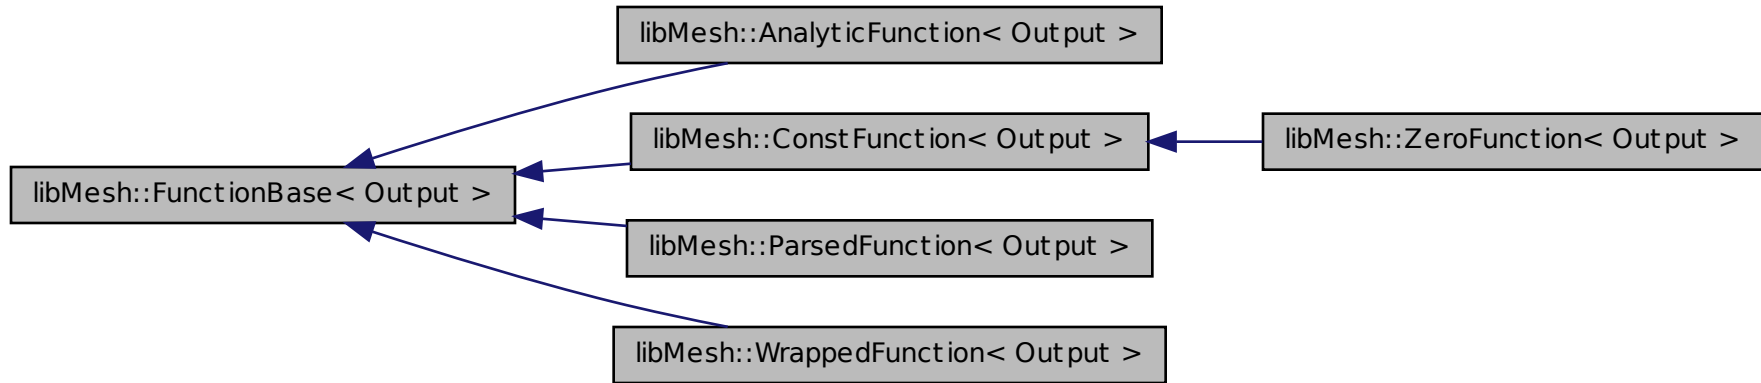 libMesh::AnalyticFunction< Output >
libMesh::ConstFunction< Output >
libMesh::ZeroFunction< Output >
libMesh::FunctionBase< Output >
libMesh::ParsedFunction< Output >
libMesh::WrappedFunction< Output >